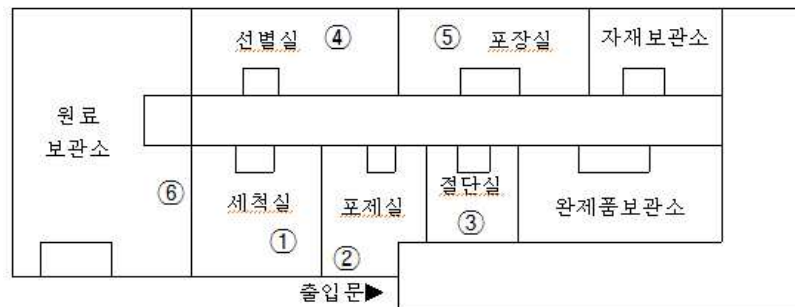 선별실 ④
⑤ 포장실
자재보관소
원료
보관소
⑥
세척실
①
포제실
②
절단실
③
완제품보관소
출입문▶